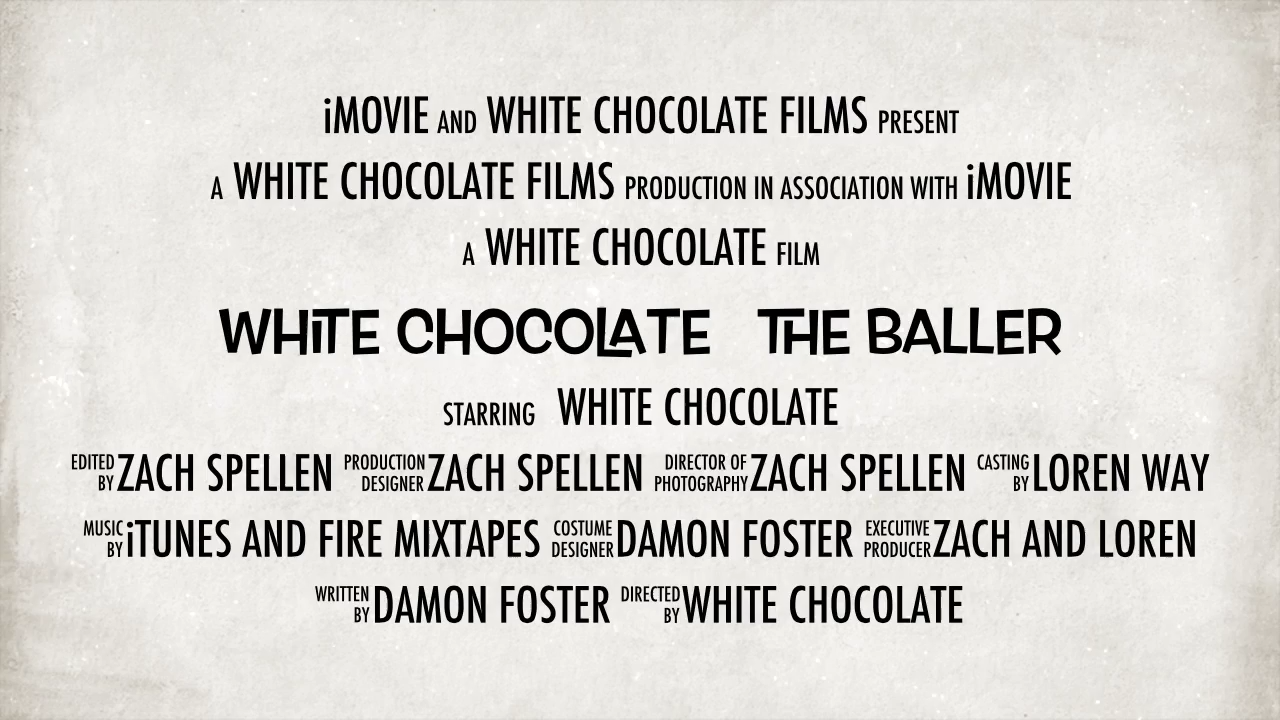 iMOVIE AND WHITE CHOCOLATE FILMS PRESENT
A WHITE CHOCOLATE FILMS PRODUCTION IN ASSOCIATION WITH iMOVIE
A WHITE CHOCOLATE FILM
WHiTE CHOCOLATE THE BALLER
STARRING WHITE CHOCOLATE
EDITED BY ZACH SPELLEN PRODUCTION DESIGNER ZACH SPELLEN DIRECTOR OF PHOTOGRAPHY ZACH SPELLEN CASTING BY LOREN WAY
MUSIC BY iTUNES AND FIRE MIXTAPES COSTUME DESIGNER DAMON FOSTER EXECUTIVE PRODUCER ZACH AND LOREN
WRITTEN BY DAMON FOSTER DIRECTED BY WHITE CHOCOLATE